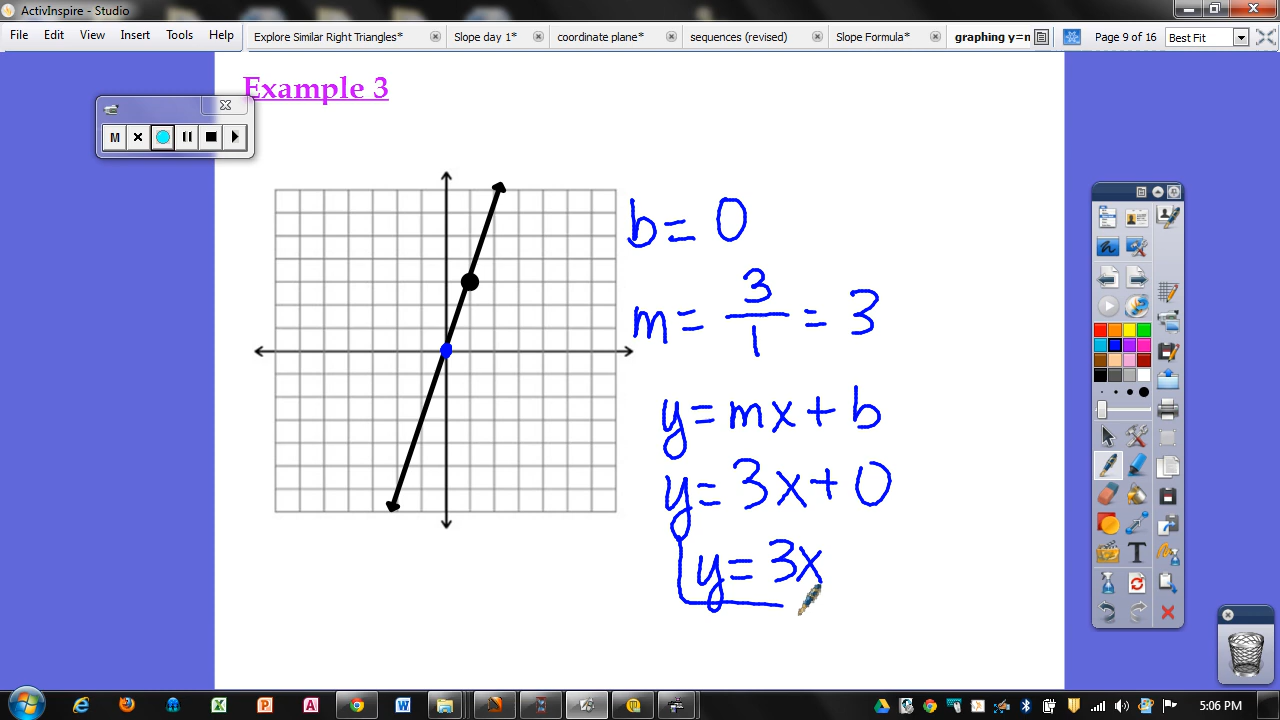 ActivInspire - Studio
File Edit View Insert Tools Help
Explore Similar Right Triangles* Slope day 1* coordinate plane* sequences (revised) Slope Formula* graphing y=m
Page 9 of 16
Best Fit
Example 3
M
b = 0
m = 3/1 = 3
y = mx + b
y = 3x + 0
y = 3x
T
5:06 PM